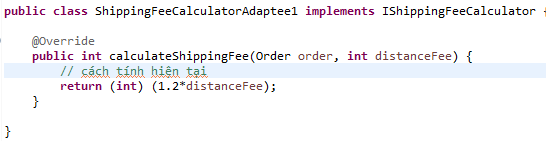 public class ShippingFeeCalculatorAdaptee1 implements IShippingFeeCalculator {
@Override
public int calculateShippingFee(Order order, int distanceFee) {
// cách tính hiện tại
return (int) (1.2*distanceFee);
}
}